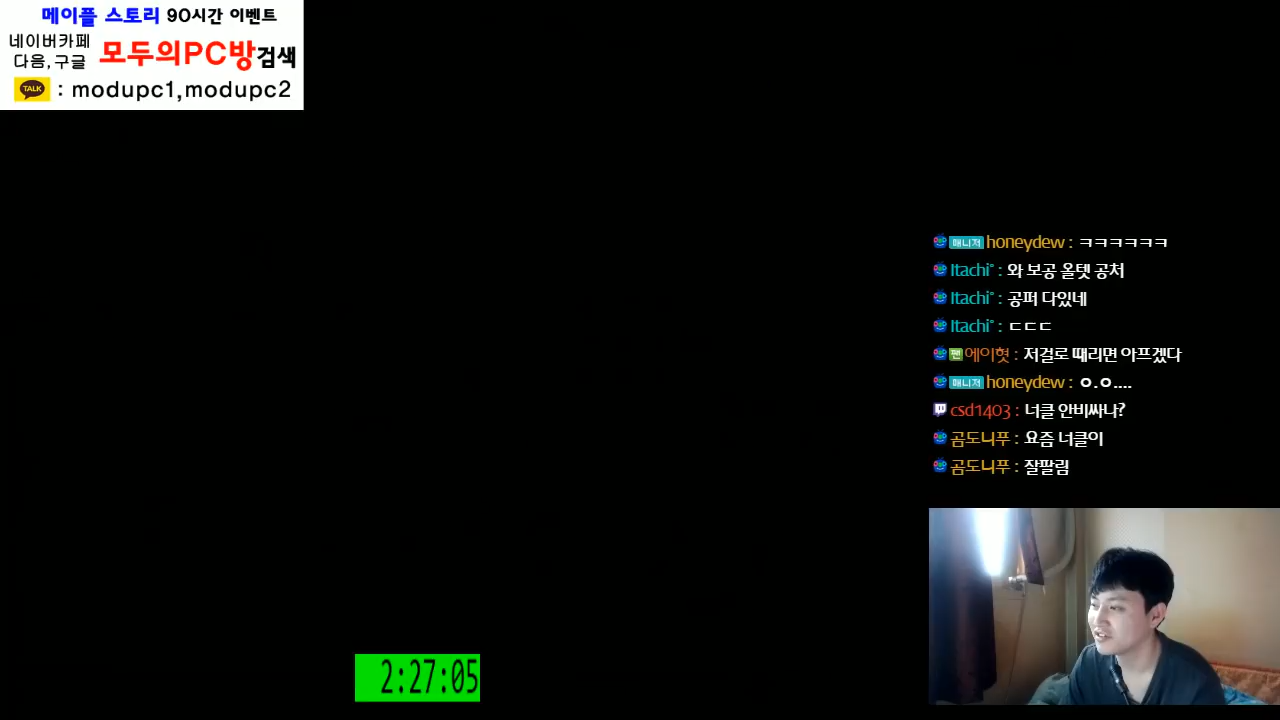 메이플 스토리 90시간 이벤트
네이버카페
다음,구글
모두의PC방검색
TALK : modupc1,modupc2
매니저 honeydew : ㅋㅋㅋㅋㅋㅋ
Itachi° : 와 보공 올텟 공처
Itachi° : 공퍼 다있네
Itachi° : ㄷㄷㄷ
팬 에이혓 : 저걸로 때리면 아프겠다
매니저 honeydew : ㅇ.ㅇ....
csd1403 : 너클 안비싸나?
곰도니푸 : 요즘 너클이
곰도니푸 : 잘팔림
2:27:05